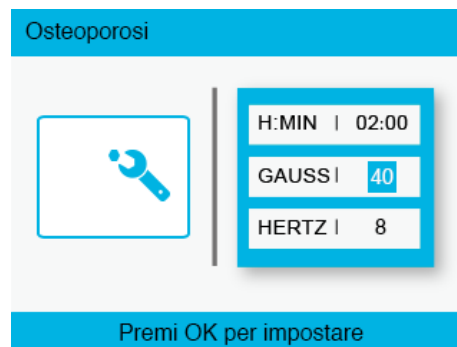 Osteoporosi
H:MIN | 02:00
GAUSS | 40
HERTZ | 8
Premi OK per impostare